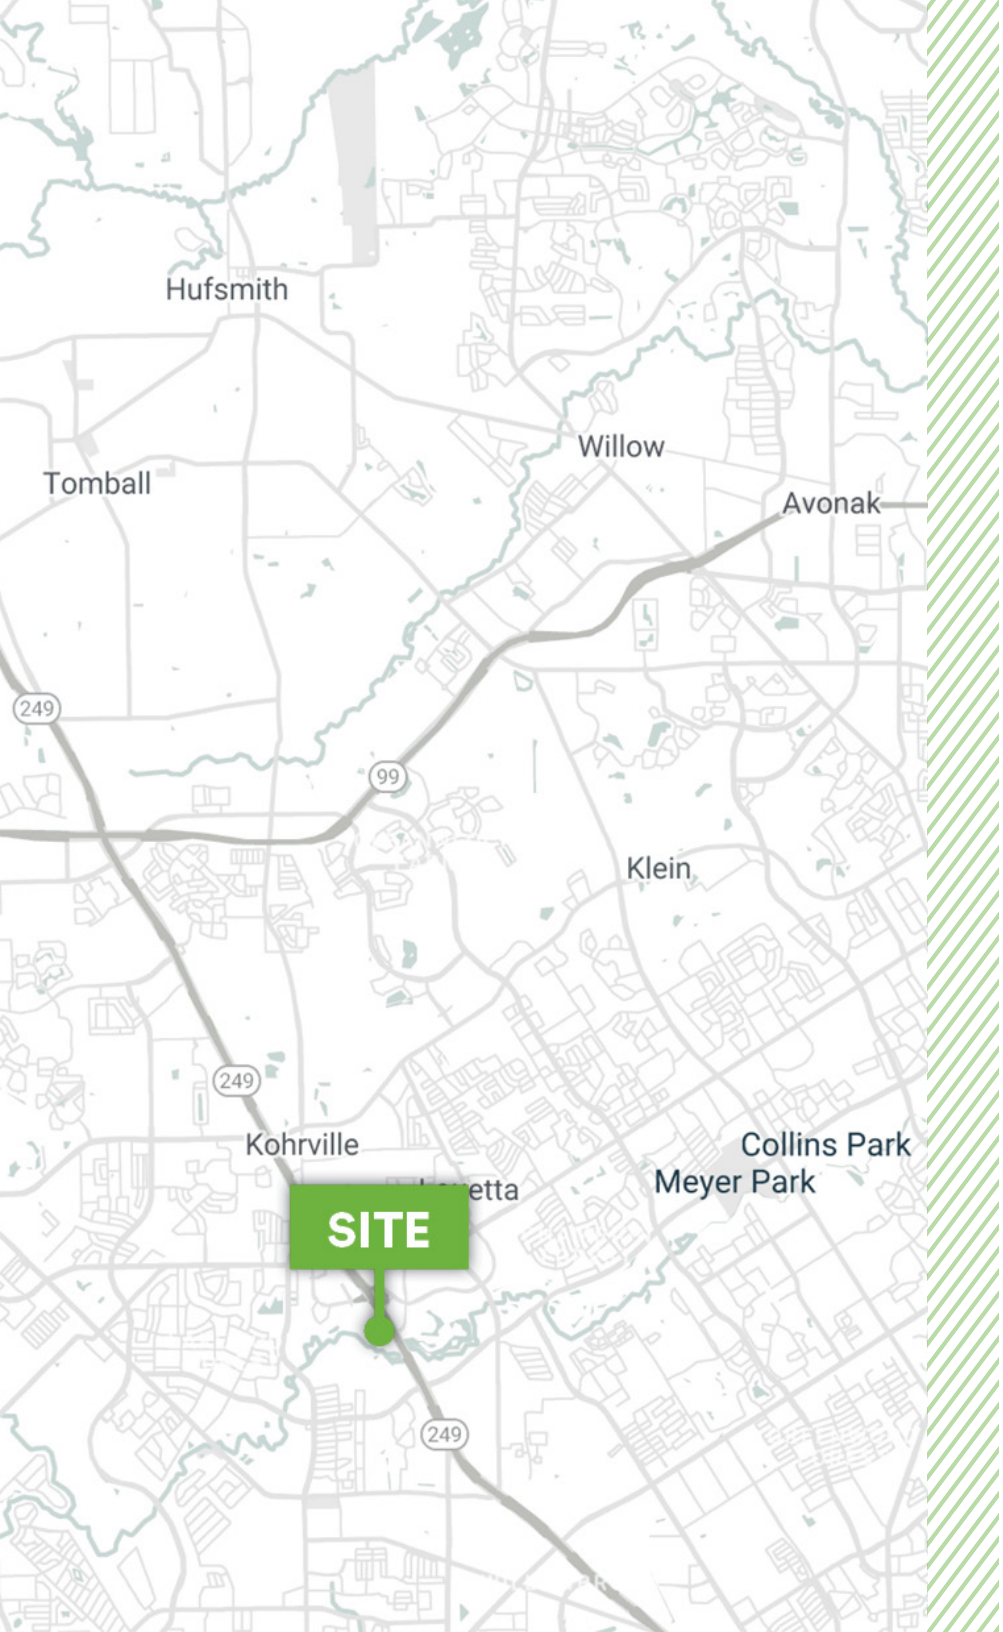 Hufsmith
Willow
Tomball
Avonak
249
99
Klein
249
Kohrville
Collins Park
Meyer Park
SITE
249